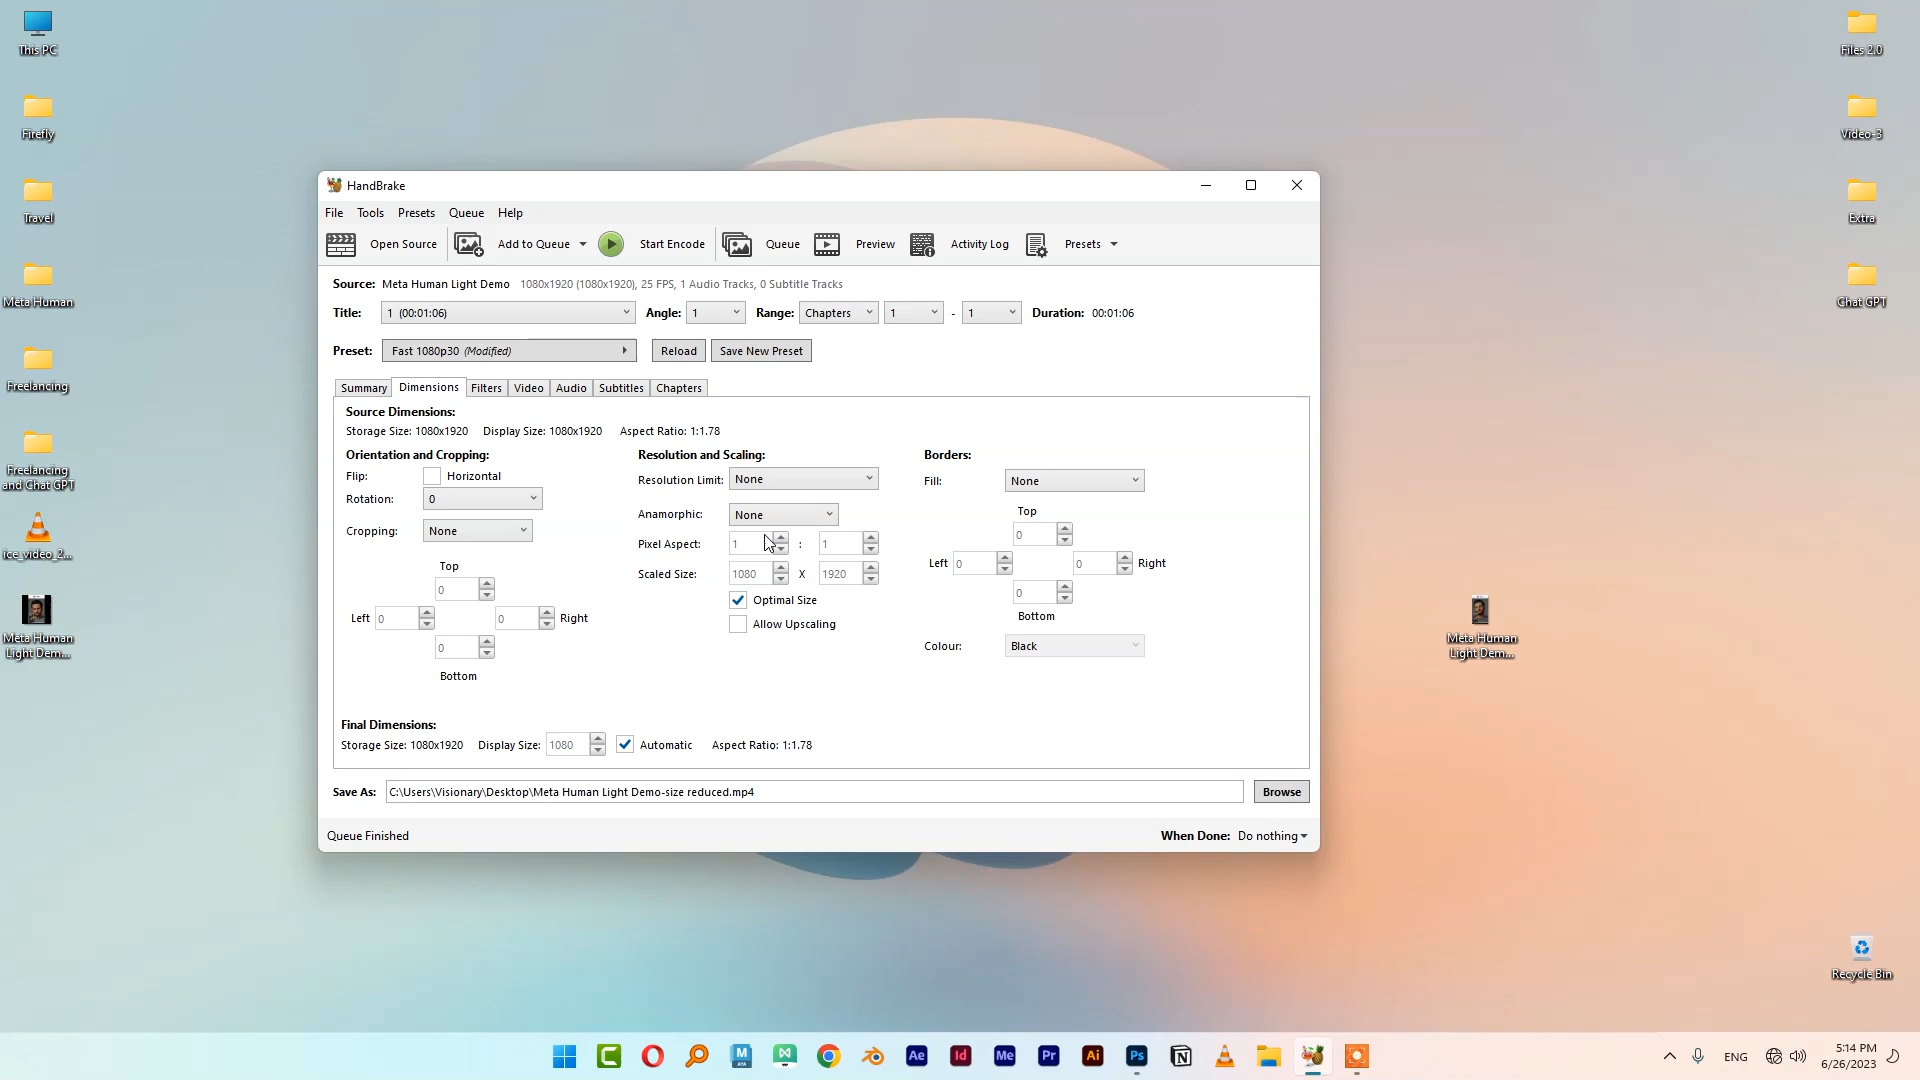 This PC
Firefly
Travel
Meta Human
Freelancing
Freelancing
and Chat GPT
ice_video_2...
Meta Human
Light Dem...
HandBrake
File Tools Presets Queue Help
Open Source Add to Queue Start Encode Queue Preview Activity Log Presets
Source: Meta Human Light Demo 1080x1920 (1080x1920), 25 FPS, 1 Audio Tracks, 0 Subtitle Tracks
Title: 1 (00:01:06) Angle: 1 Range: Chapters 1 - 1 Duration: 00:01:06
Preset: Fast 1080p30 (Modified) Reload Save New Preset
Summary Dimensions Filters Video Audio Subtitles Chapters
Source Dimensions:
Storage Size: 1080x1920 Display Size: 1080x1920 Aspect Ratio: 1:1.78
Orientation and Cropping:
Flip: Horizontal
Rotation: 0
Cropping: None
Top
0
Left 0 0 Right
0
Bottom
Resolution and Scaling:
Resolution Limit: None
Anamorphic: None
Pixel Aspect: 1 : 1
Scaled Size: 1080 X 1920
Optimal Size
Allow Upscaling
Borders:
Fill: None
Top
0
Left 0 0 Right
0
Bottom
Colour: Black
Final Dimensions:
Storage Size: 1080x1920 Display Size: 1080 Automatic Aspect Ratio: 1:1.78
Save As: C:\Users\Visionary\Desktop\Meta Human Light Demo-size reduced.mp4 Browse
Queue Finished When Done: Do nothing
Files 2.0
Video-3
Extra
Chat GPT
Meta Human
Light Dem...
Recycle Bin
M
Ae Id Me Pr Ai Ps N
ENG
5:14 PM
6/26/2023